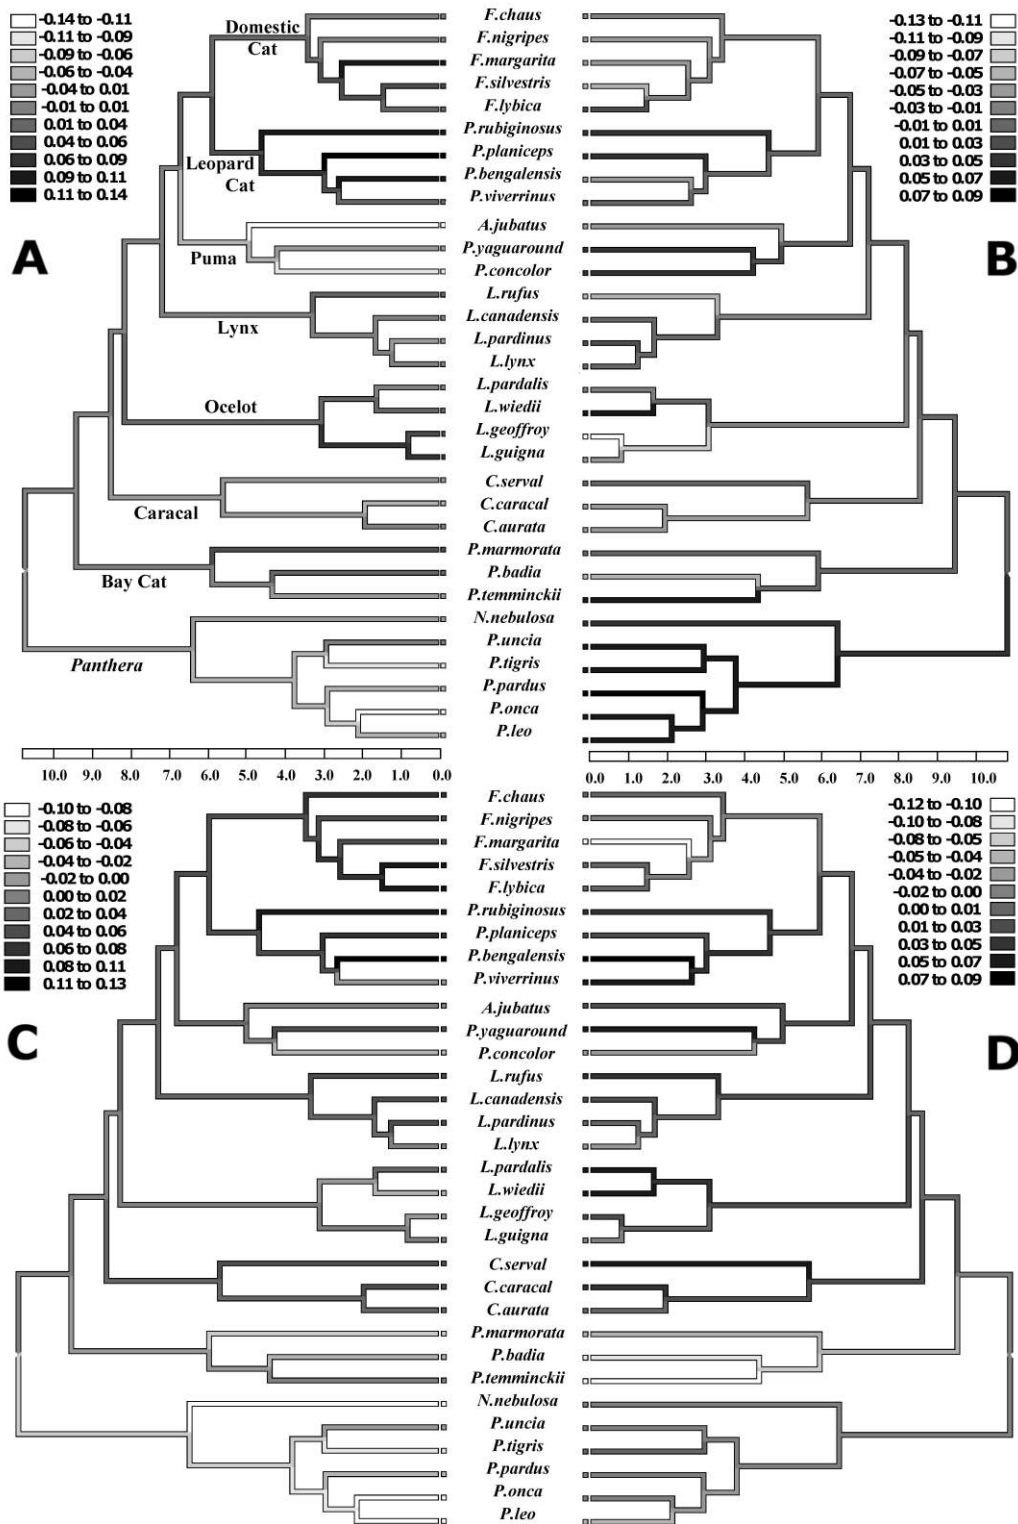 -0.14 to -0.11
-0.11 to -0.09
-0.09 to -0.06
-0.06 to -0.04
-0.04 to 0.01
-0.01 to 0.01
0.01 to 0.04
0.04 to 0.06
0.06 to 0.09
0.09 to 0.11
0.11 to 0.14
A
Domestic
Cat
Leopard
Cat
Puma
Lynx
Ocelot
Caracal
Bay Cat
Panthera
F.chaus
F.nigripes
F.margarita
F.silvestris
F.lybica
P.rubiginosus
P.planiceps
P.bengalensis
P.viverrinus
A.jubatus
P.yaguaround
P.concolor
L.rufus
L.canadensis
L.pardinus
L.lynx
L.pardalis
L.wiedii
L.geoffroy
L.guigna
C.serval
C.caracal
C.aurata
P.marmorata
P.badia
P.temminckii
N.nebulosa
P.uncia
P.tigris
P.pardus
P.onca
P.leo
-0.13 to -0.11
-0.11 to -0.09
-0.09 to -0.07
-0.07 to -0.05
-0.05 to -0.03
-0.03 to -0.01
-0.01 to 0.01
0.01 to 0.03
0.03 to 0.05
0.05 to 0.07
0.07 to 0.09
B
10.0 9.0 8.0 7.0 6.0 5.0 4.0 3.0 2.0 1.0 0.0
0.0 1.0 2.0 3.0 4.0 5.0 6.0 7.0 8.0 9.0 10.0
-0.10 to -0.08
-0.08 to -0.06
-0.06 to -0.04
-0.04 to -0.02
-0.02 to 0.00
0.00 to 0.02
0.02 to 0.04
0.04 to 0.06
0.06 to 0.08
0.08 to 0.11
0.11 to 0.13
C
F.chaus
F.nigripes
F.margarita
F.silvestris
F.lybica
P.rubiginosus
P.planiceps
P.bengalensis
P.viverrinus
A.jubatus
P.yaguaround
P.concolor
L.rufus
L.canadensis
L.pardinus
L.lynx
L.pardalis
L.wiedii
L.geoffroy
L.guigna
C.serval
C.caracal
C.aurata
P.marmorata
P.badia
P.temminckii
N.nebulosa
P.uncia
P.tigris
P.pardus
P.onca
P.leo
-0.12 to -0.10
-0.10 to -0.08
-0.08 to -0.05
-0.05 to -0.04
-0.04 to -0.02
-0.02 to 0.00
0.00 to 0.01
0.01 to 0.03
0.03 to 0.05
0.05 to 0.07
0.07 to 0.09
D